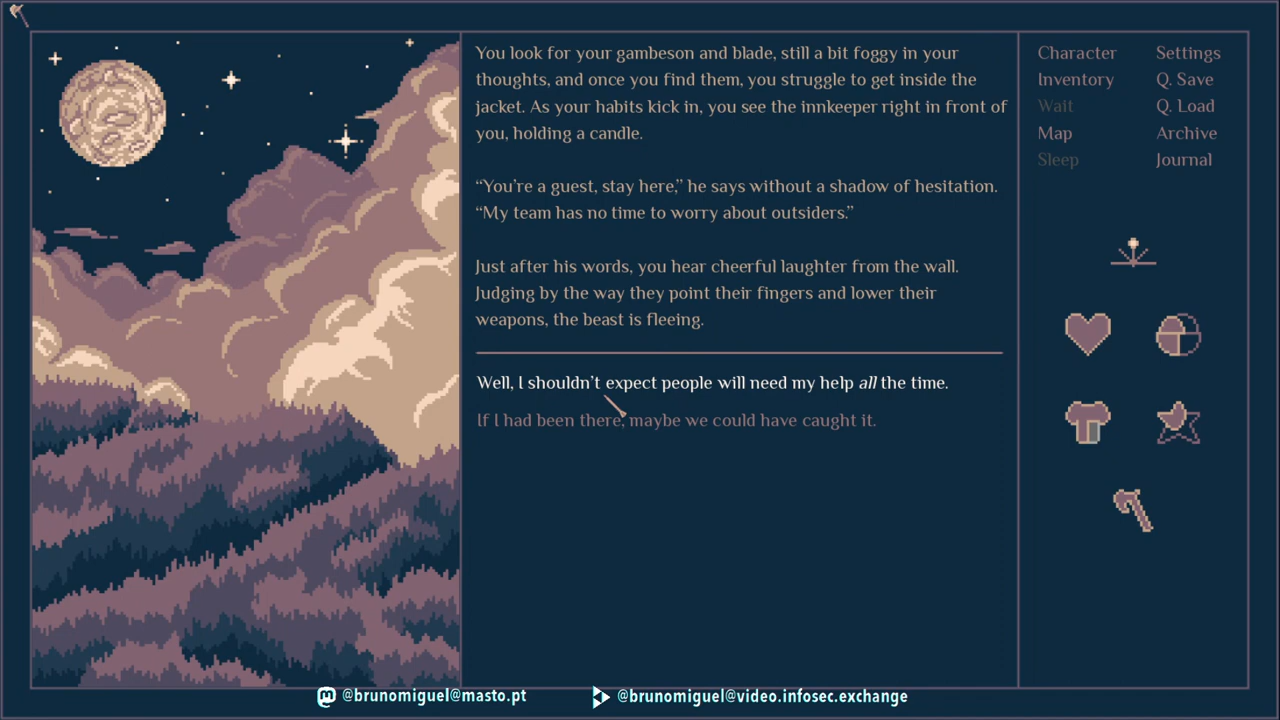 You look for your gambeson and blade, still a bit foggy in your
thoughts, and once you find them, you struggle to get inside the
jacket. As your habits kick in, you see the innkeeper right in front of
you, holding a candle.
“You’re a guest, stay here,” he says without a shadow of hesitation.
“My team has no time to worry about outsiders.”
Just after his words, you hear cheerful laughter from the wall.
Judging by the way they point their fingers and lower their
weapons, the beast is fleeing.
Well, I shouldn’t expect people will need my help all the time.
If I had been there, maybe we could have caught it.
Character Settings
Inventory Q. Save
Wait Q. Load
Map Archive
Sleep Journal
@brunomiguel@masto.pt @brunomiguel@video.infosec.exchange